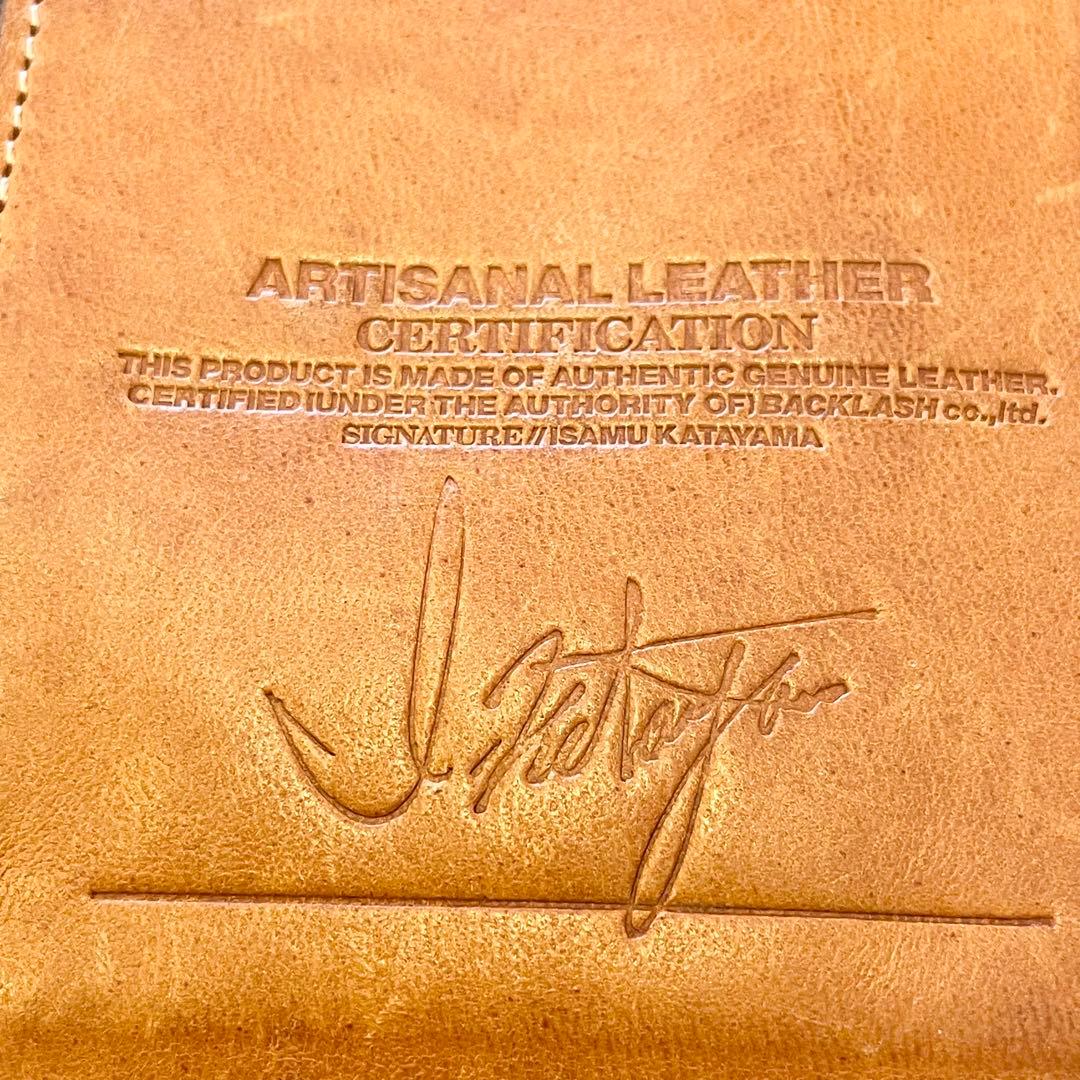 ARTISANAL LEATHER
CERTIFICATION
THIS PRODUCT IS MADE OF AUTHENTIC GENUINE LEATHER.
CERTIFIED (UNDER THE AUTHORITY OF) BACKLASH co.,ltd.
SIGNATURE//ISAMU KATAYAMA
I. Katayama